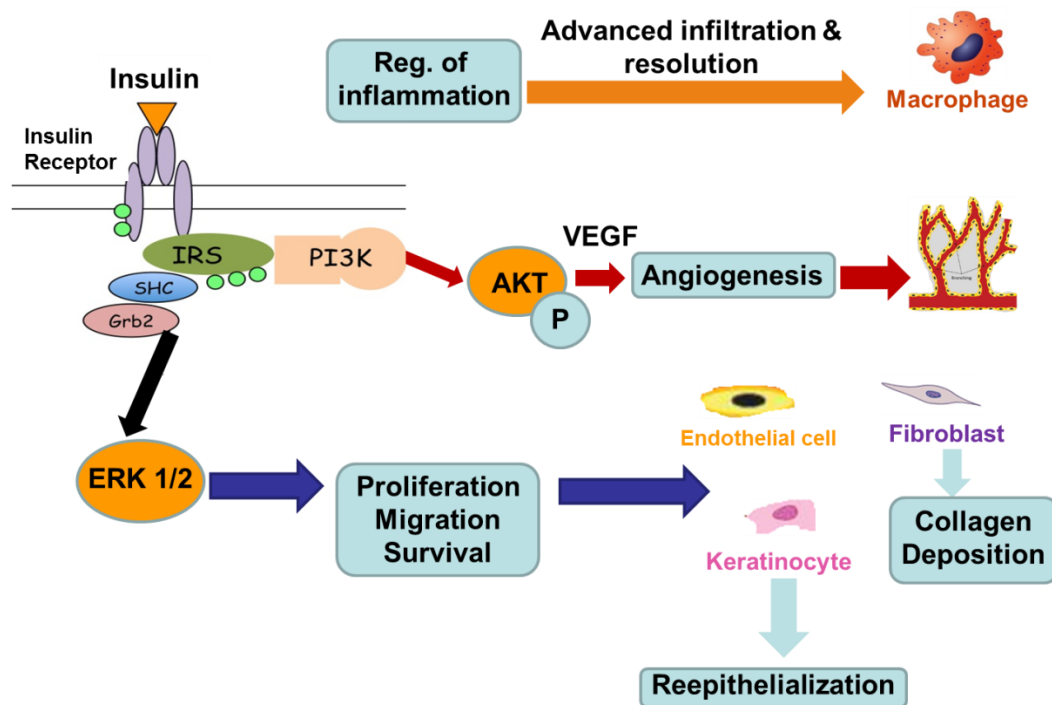 Advanced infiltration &
resolution
Reg. of
inflammation
Macrophage
Insulin
Insulin
Receptor
IRS
PI3K
SHC
Grb2
AKT
P
VEGF
Angiogenesis
Branching
ERK 1/2
Proliferation
Migration
Survival
Endothelial cell
Fibroblast
Keratinocyte
Collagen
Deposition
Reepithelialization